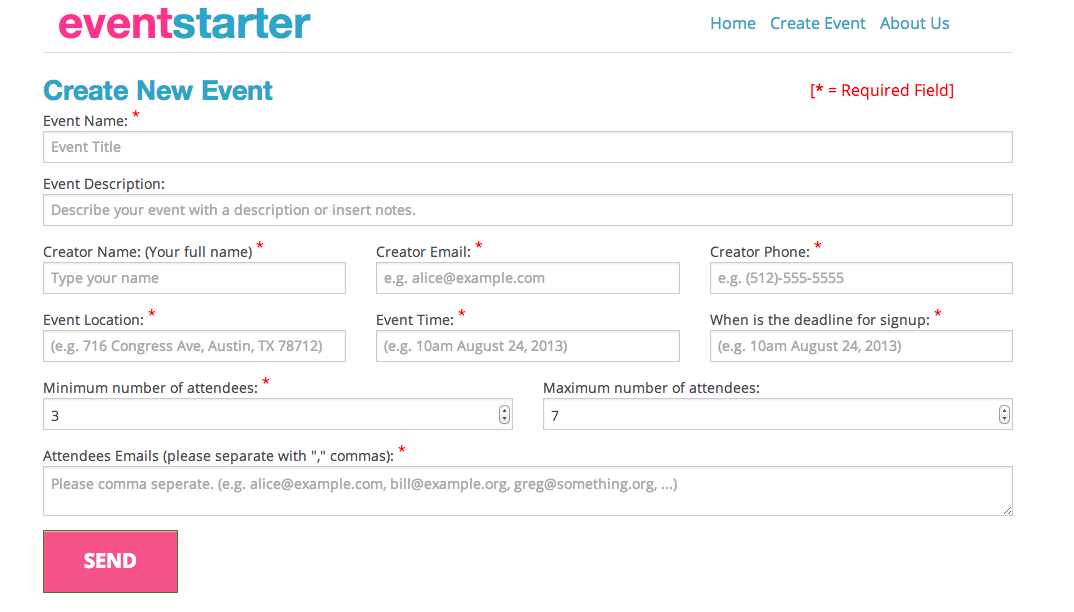 eventstarter
Home Create Event About Us
Create New Event
[* = Required Field]
Event Name: *
Event Title
Event Description:
Describe your event with a description or insert notes.
Creator Name: (Your full name) * Creator Email: * Creator Phone: *
Type your name e.g. alice@example.com e.g. (512)-555-5555
Event Location: * Event Time: * When is the deadline for signup: *
(e.g. 716 Congress Ave, Austin, TX 78712) (e.g. 10am August 24, 2013) (e.g. 10am August 24, 2013)
Minimum number of attendees: * Maximum number of attendees:
3 7
Attendees Emails (please separate with "," commas): *
Please comma seperate. (e.g. alice@example.com, bill@example.org, greg@something.org, ...)
SEND